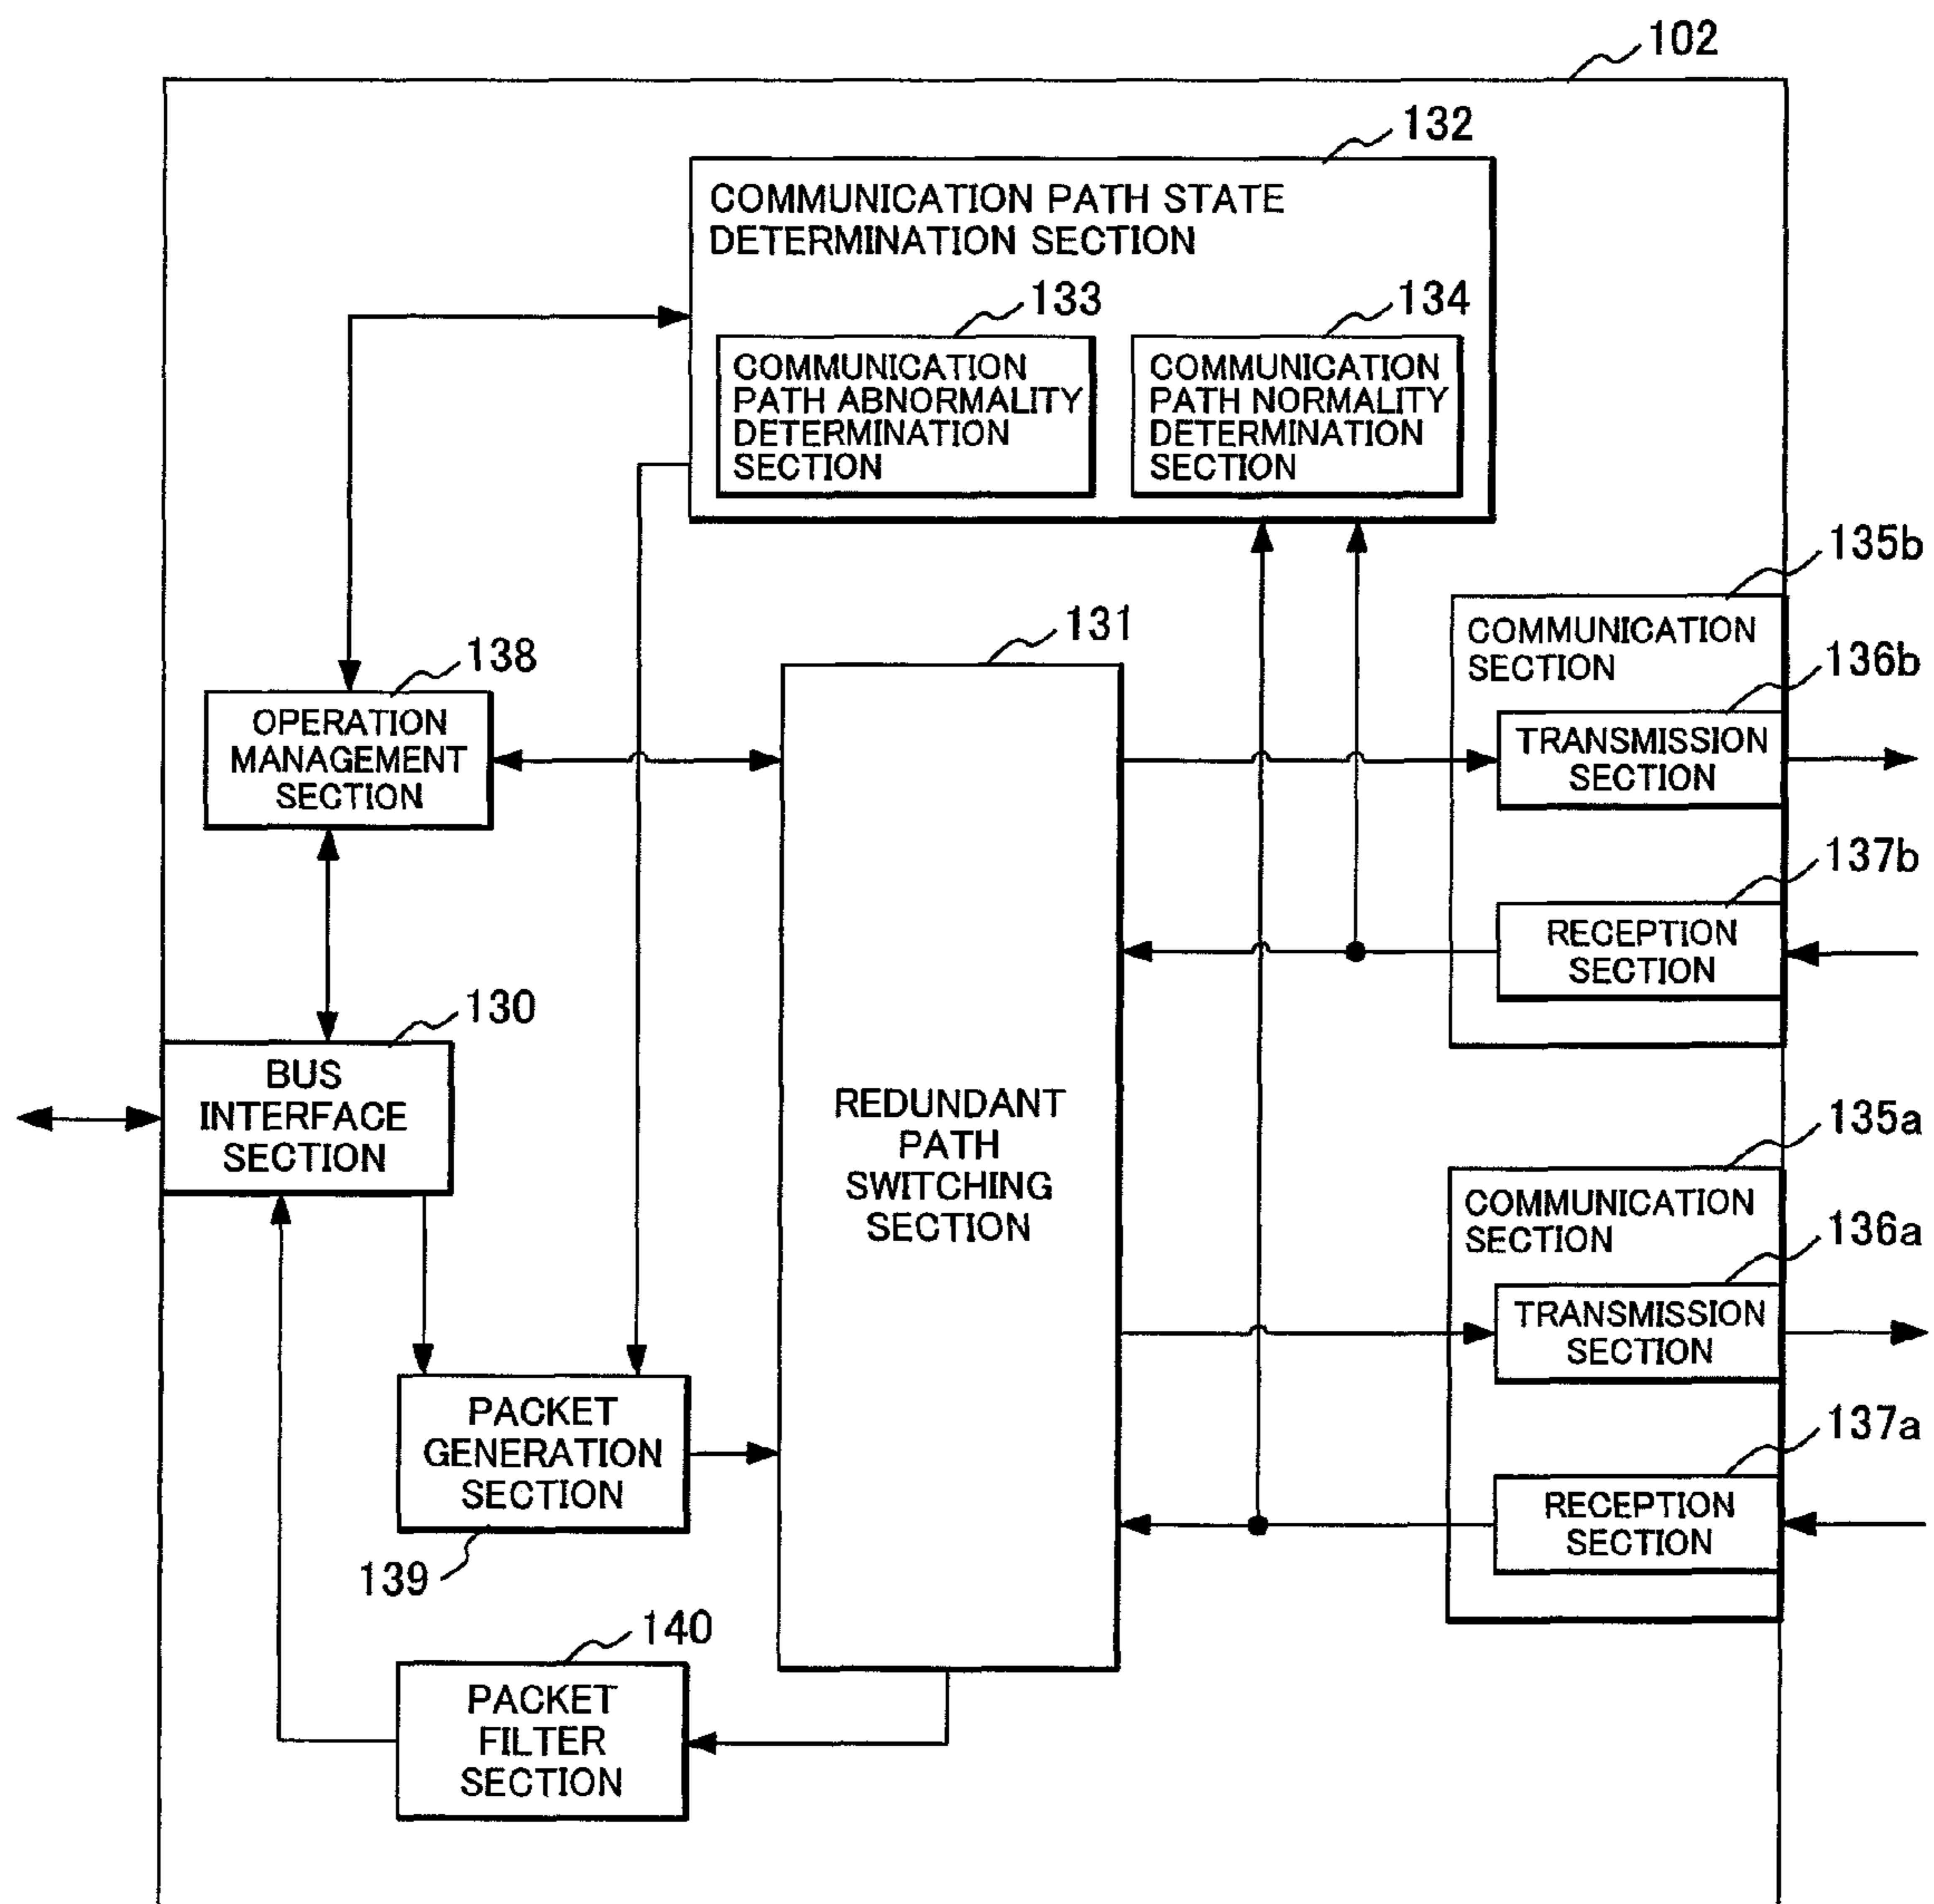 102
132
COMMUNICATION PATH STATE
DETERMINATION SECTION
133
COMMUNICATION
PATH ABNORMALITY
DETERMINATION
SECTION
134
COMMUNICATION
PATH NORMALITY
DETERMINATION
SECTION
135b
COMMUNICATION
SECTION
136b
TRANSMISSION
SECTION
137b
RECEPTION
SECTION
131
REDUNDANT
PATH
SWITCHING
SECTION
138
OPERATION
MANAGEMENT
SECTION
130
BUS
INTERFACE
SECTION
135a
COMMUNICATION
SECTION
136a
TRANSMISSION
SECTION
137a
RECEPTION
SECTION
PACKET
GENERATION
SECTION
139
140
PACKET
FILTER
SECTION